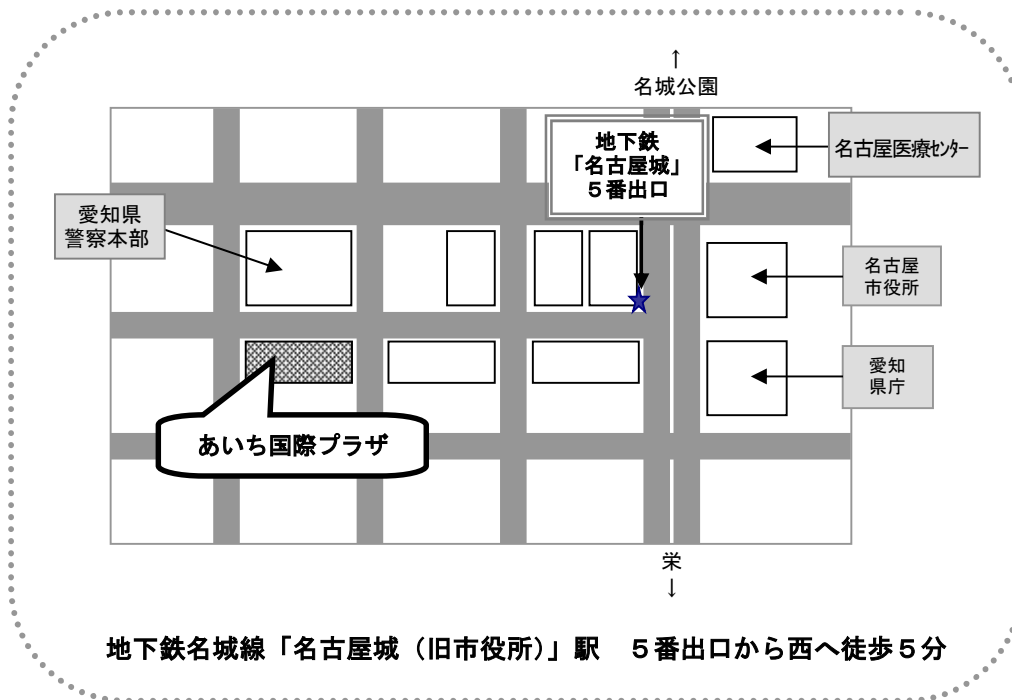 ↑
名城公園
地下鉄
「名古屋城」
５番出口
名古屋医療ｾﾝﾀｰ
愛知県
警察本部
名古屋
市役所
愛知
県庁
あいち国際プラザ
栄
↓
地下鉄名城線「名古屋城（旧市役所）」駅　５番出口から西へ徒歩５分